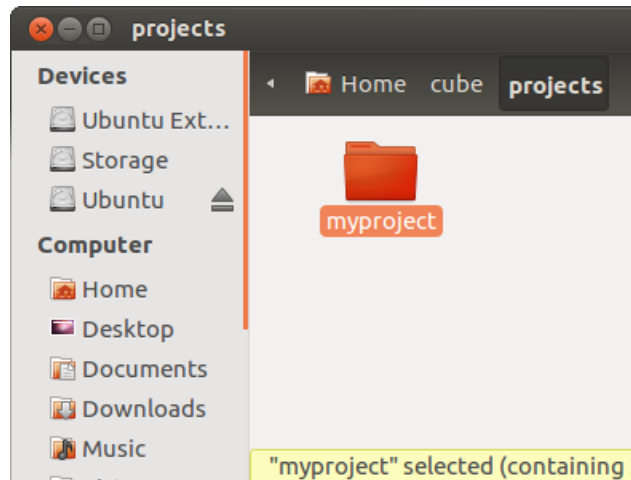 projects
Devices
Ubuntu Ext...
Storage
Ubuntu
Computer
Home
Desktop
Documents
Downloads
Music
Home cube projects
myproject
"myproject" selected (containing